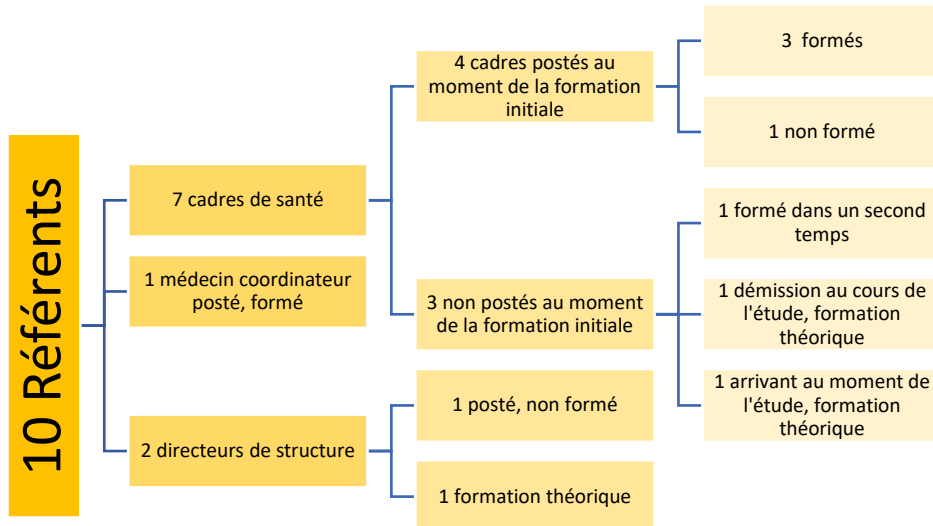 10 Référents
7 cadres de santé
1 médecin coordinateur
posté, formé
2 directeurs de structure
4 cadres postés au
moment de la formation
initiale
3 non postés au moment
de la formation initiale
1 posté, non formé
1 formation théorique
3 formés
1 non formé
1 formé dans un second
temps
1 démission au cours de
l'étude, formation
théorique
1 arrivant au moment de
l'étude, formation
théorique